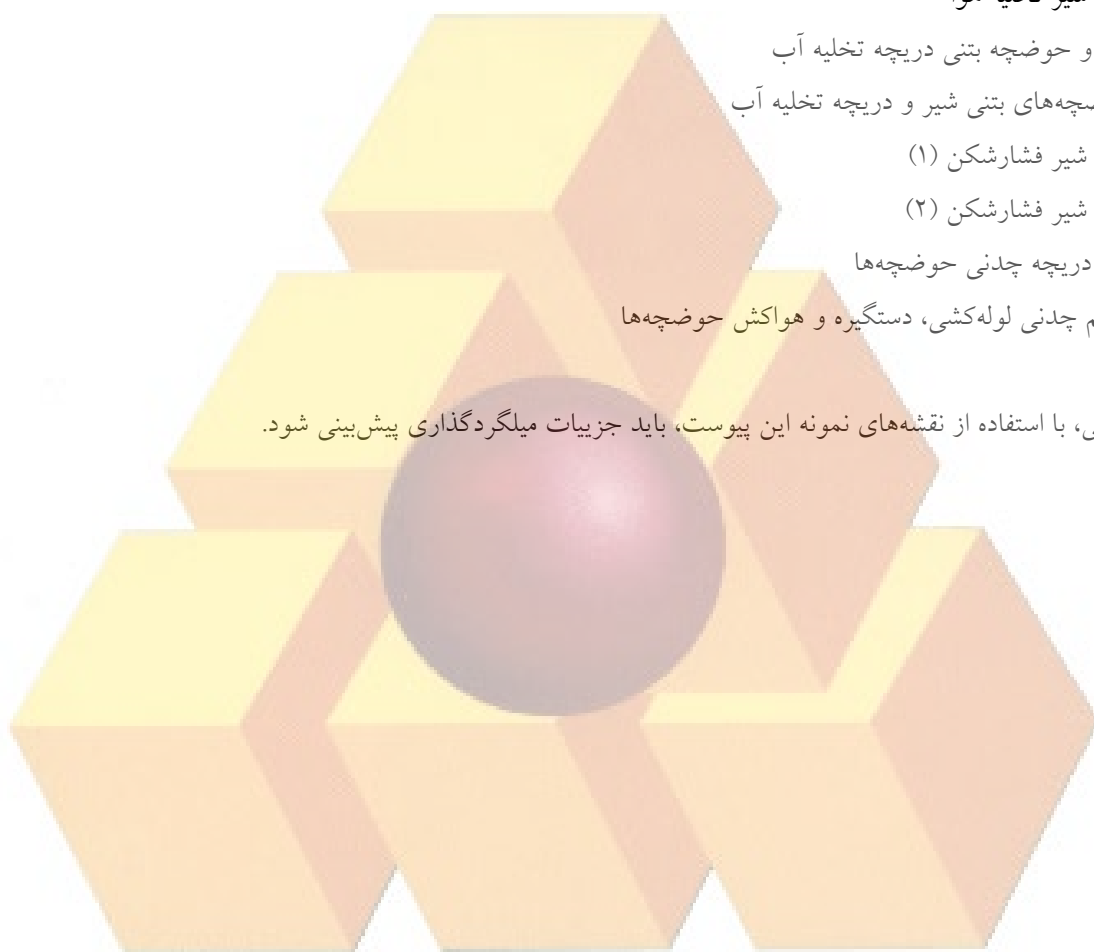 و حوضچه بتنی دریچه تخلیه آب
های بتنی شیر و دریچه تخلیه آب
شیر فشارشکن (۱)
شیر فشارشکن (۲)
دریچه چدنی حوضچه‌ها
چدنی لوله‌کشی، دستگیره و هواکش حوضچه‌ها
با استفاده از نقشه‌های نمونه این پیوست، باید جزییات میلگردگذاری پیش‌بینی شود.